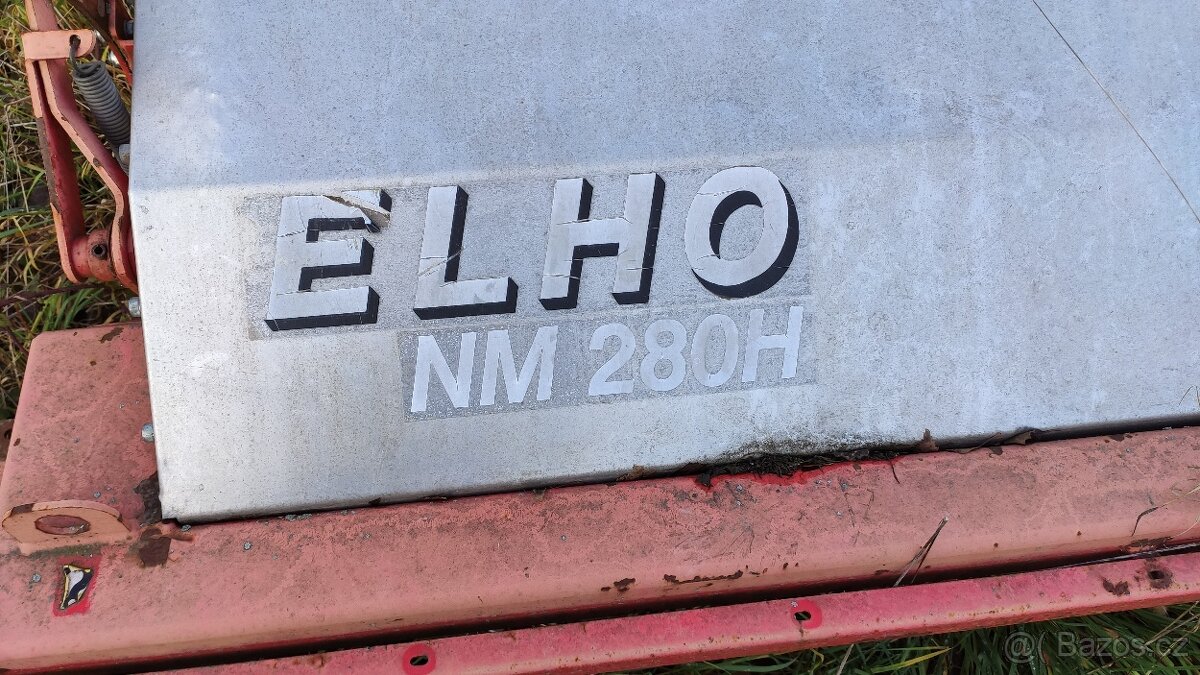 ELHO
NM 280H
@ Bazos.cz